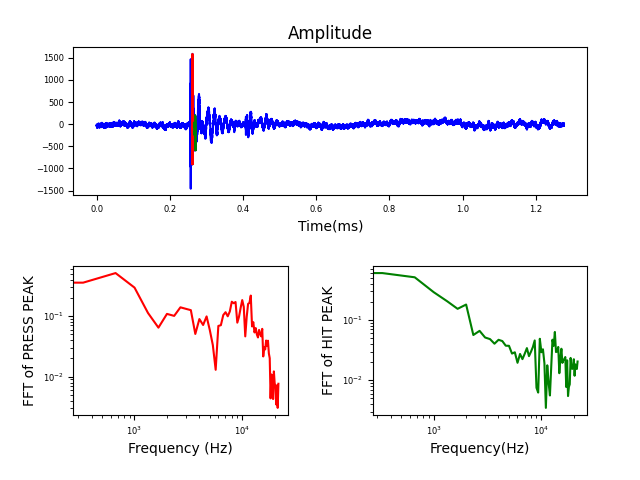 Amplitude
1500
1000
500
0
−500
−1000
−1500
0.0 0.2 0.4 0.6 0.8 1.0 1.2
Time(ms)
FFT of PRESS PEAK
10⁻¹
10⁻²
10³ 10⁴
Frequency (Hz)
FFT of HIT PEAK
10⁻¹
10⁻²
10³ 10⁴
Frequency(Hz)